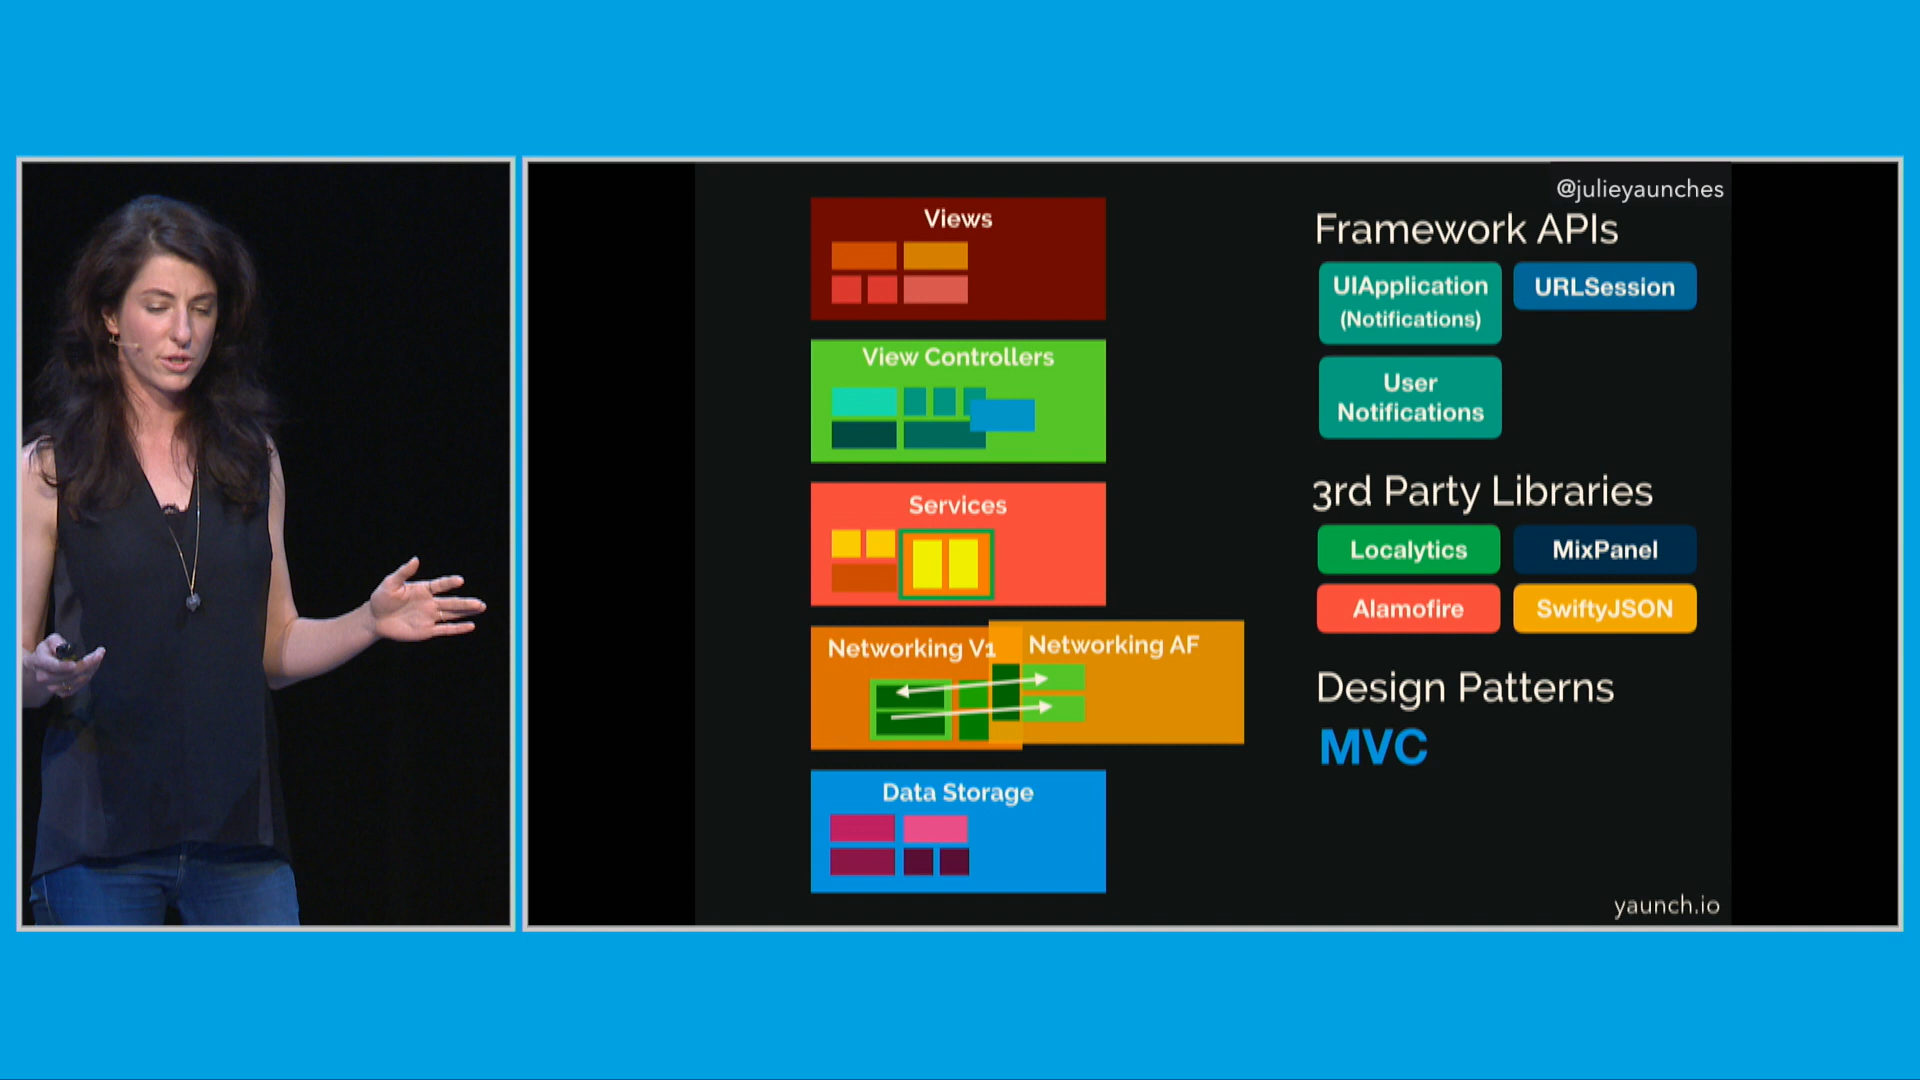 @julieyaunches
Views
View Controllers
Services
Networking V1
Networking AF
Data Storage
Framework APIs
UIApplication
(Notifications)
URLSession
User
Notifications
3rd Party Libraries
Localytics
MixPanel
Alamofire
SwiftyJSON
Design Patterns
MVC
yaunch.io